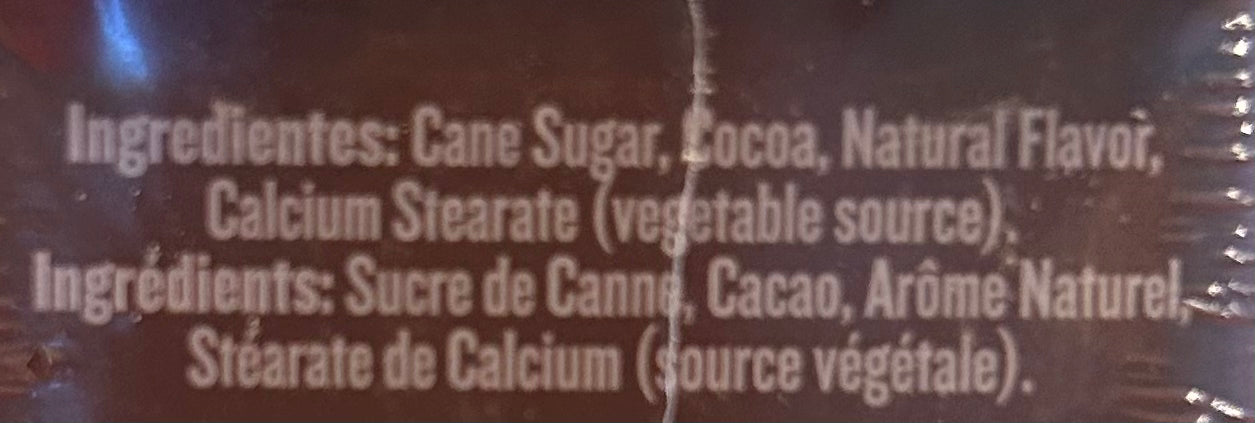 Ingredientes: Cane Sugar, Cocoa, Natural Flavor,
Calcium Stearate (vegetable source).
Ingrédients: Sucre de Canne, Cacao, Arôme Naturel,
Stéarate de Calcium (source végétale).